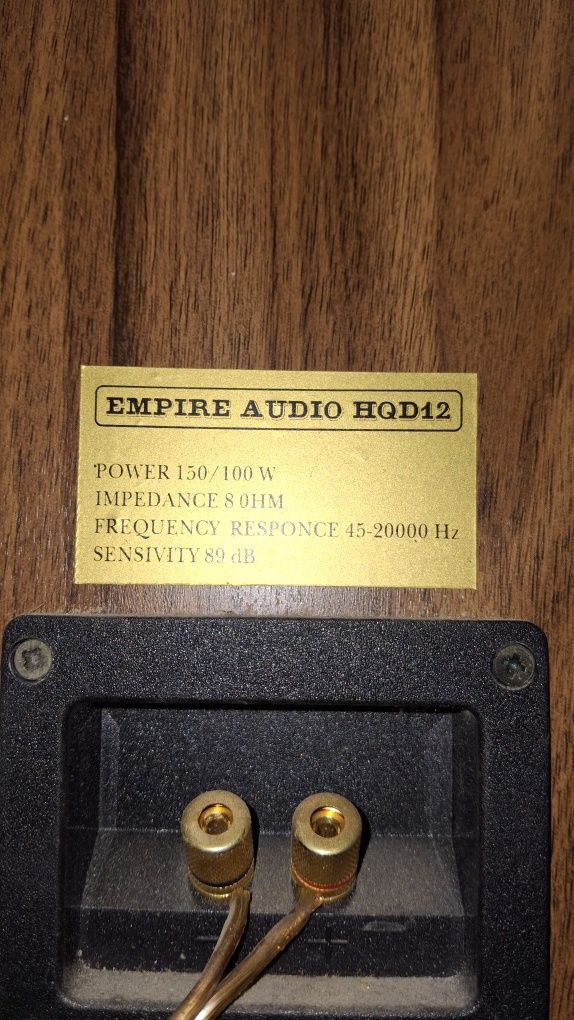 EMPIRE AUDIO HQD12
POWER 150/100 W
IMPEDANCE 8 0HM
FREQUENCY RESPONCE 45-20000 Hz
SENSIVITY 89 dB
- +